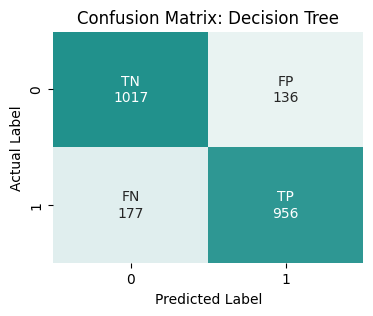 Confusion Matrix: Decision Tree
Actual Label
0
TN
1017
FP
136
1
FN
177
TP
956
0
1
Predicted Label